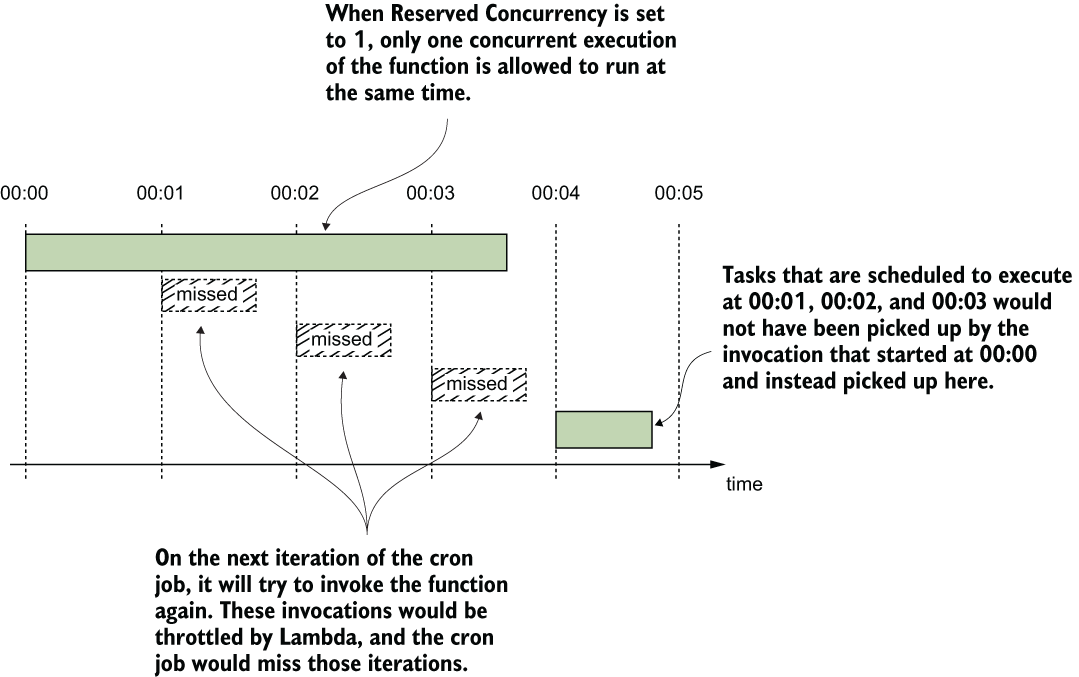 When Reserved Concurrency is set
to 1, only one concurrent execution
of the function is allowed to run at
the same time.
00:00 00:01 00:02 00:03 00:04 00:05
missed
missed
missed
Tasks that are scheduled to execute
at 00:01, 00:02, and 00:03 would
not have been picked up by the
invocation that started at 00:00
and instead picked up here.
time
On the next iteration of the cron
job, it will try to invoke the function
again. These invocations would be
throttled by Lambda, and the cron
job would miss those iterations.